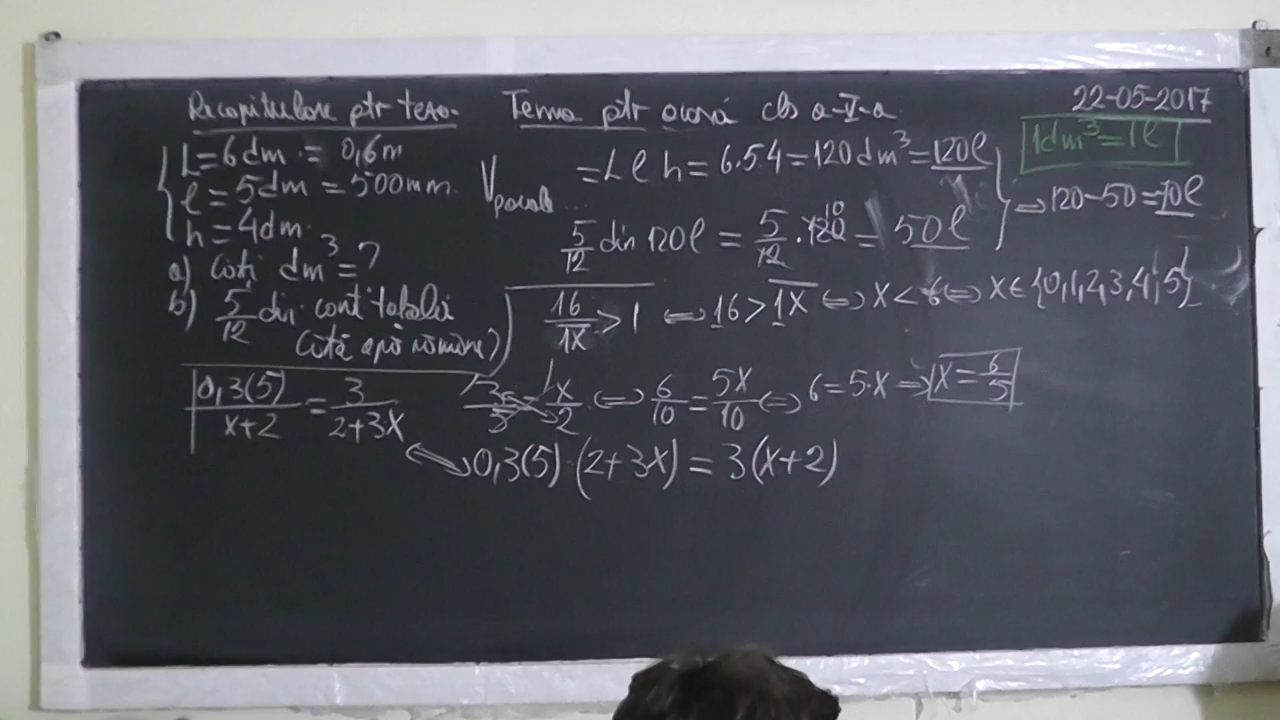 Recapitulare ptr teză. Tema ptr acasă cls a-V-a 22-05-2017
L=6dm = 0,6m
l=5dm=500mm
h=4dm
a) câți dm³=?
b) 5/12 din cant totală
câtă apă rămâne?
1dm³=1l
V =L l h=6·5·4=120dm³=120l
5/12 din 120l = 5/12 · 120 10 = 50l
⇒120-50=70l
16/1x > 1 ⇔ 16>1x ⇔ x<6 ⇔ x∈{0,1,2,3,4,5}
0,3(5)/x+2 = 3/2+3x
3/5 = x/2 ⇔ 6/10 = 5x/10 ⇔ 6=5·x ⇒ x=6/5
⇔ 0,3(5)·(2+3x)=3(x+2)